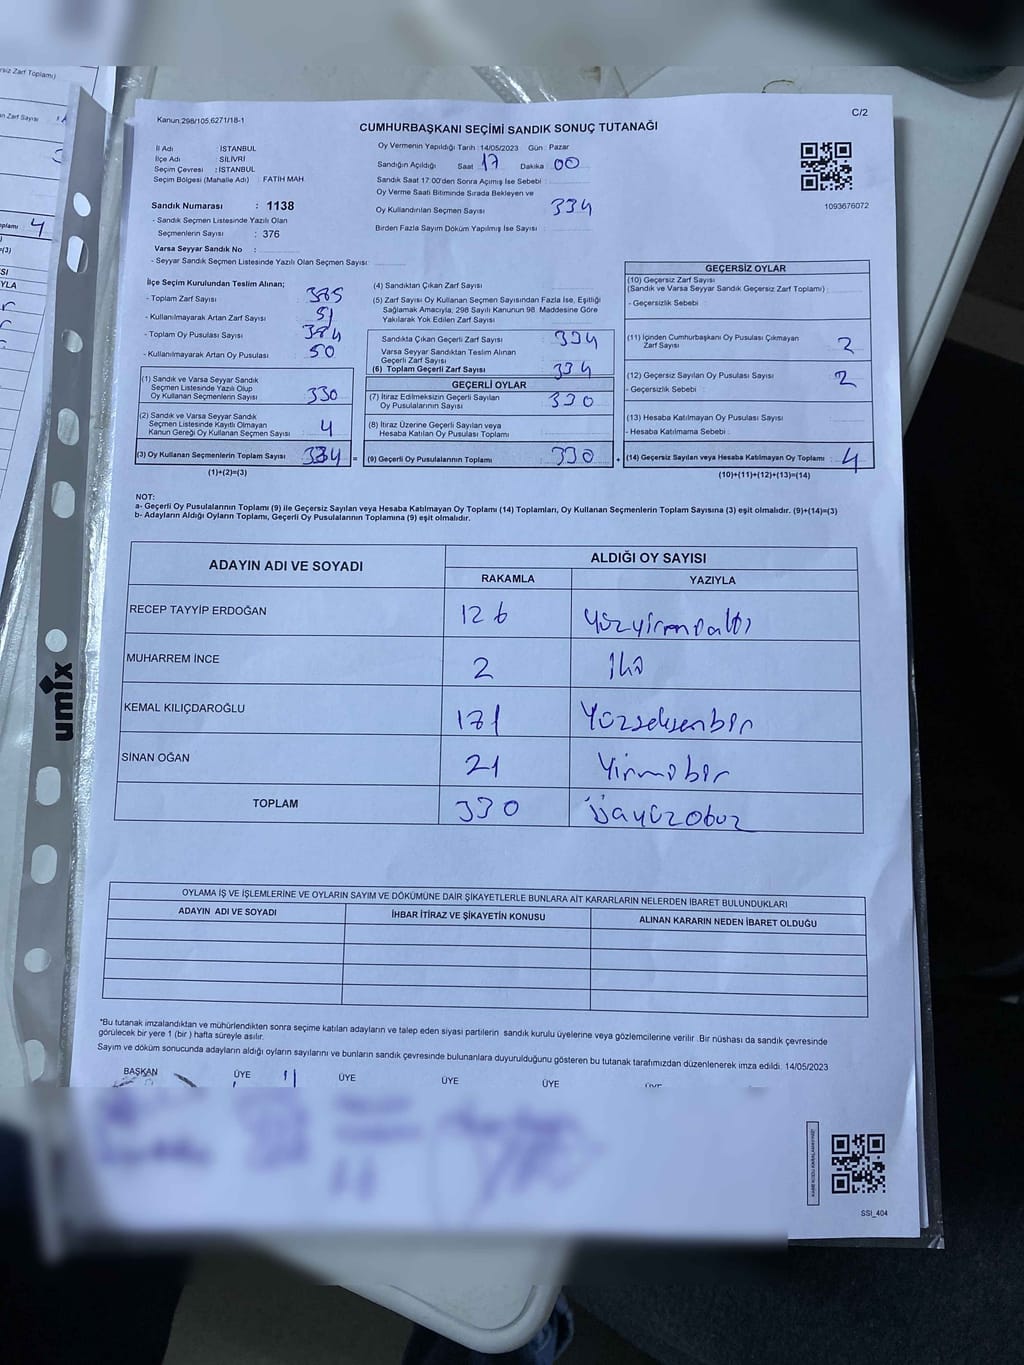 rsiz Zarf Toplamı)
an Zarf Sayısı
oplamı 4
=(3)
SI
YLA
umix
Kanun:298/105,6271/18-1
C/2
CUMHURBAŞKANI SEÇİMİ SANDIK SONUÇ TUTANAĞI
İl Adı : İSTANBUL
İlçe Adı : SİLİVRİ
Seçim Çevresi : İSTANBUL
Seçim Bölgesi (Mahalle Adı) : FATİH MAH.
Sandık Numarası : 1138
- Sandık Seçmen Listesinde Yazılı Olan
Seçmenlerin Sayısı : 376
Varsa Seyyar Sandık No :
- Seyyar Sandık Seçmen Listesinde Yazılı Olan Seçmen Sayısı:
Oy Vermenin Yapıldığı Tarih : 14/05/2023 Gün : Pazar
Sandığın Açıldığı Saat 17 Dakika 00
Sandık Saat 17:00'den Sonra Açımış İse Sebebi :
Oy Verme Saati Bitiminde Sırada Bekleyen ve
Oy Kullandırılan Seçmen Sayısı 334
Birden Fazla Sayım Döküm Yapılmış İse Sayısı :
1093676072
İlçe Seçim Kurulundan Teslim Alınan;
- Toplam Zarf Sayısı : 385
- Kullanılmayarak Artan Zarf Sayısı : 51
- Toplam Oy Pusulası Sayısı : 384
- Kullanılmayarak Artan Oy Pusulası : 50
(1) Sandık ve Varsa Seyyar Sandık
Seçmen Listesinde Yazılı Olup
Oy Kullanan Seçmenlerin Sayısı : 330
(2) Sandık ve Varsa Seyyar Sandık
Seçmen Listesinde Kayıtlı Olmayan
Kanun Gereği Oy Kullanan Seçmen Sayısı : 4
(3) Oy Kullanan Seçmenlerin Toplam Sayısı : 334 =
(1)+(2)=(3)
(4) Sandıktan Çıkan Zarf Sayısı :
(5) Zarf Sayısı Oy Kullanan Seçmen Sayısından Fazla İse, Eşitliği
Sağlamak Amacıyla, 298 Sayılı Kanunun 98. Maddesine Göre
Yakılarak Yok Edilen Zarf Sayısı :
Sandıkta Çıkan Geçerli Zarf Sayısı : 334
Varsa Seyyar Sandıktan Teslim Alınan
Geçerli Zarf Sayısı :
(6) Toplam Geçerli Zarf Sayısı : 334
GEÇERLİ OYLAR
(7) İtiraz Edilmeksizin Geçerli Sayılan
Oy Pusulalarının Sayısı : 330
(8) İtiraz Üzerine Geçerli Sayılan veya
Hesaba Katılan Oy Pusulası Toplamı :
(9) Geçerli Oy Pusulalarının Toplamı : 330 +
GEÇERSİZ OYLAR
(10) Geçersiz Zarf Sayısı
(Sandık ve Varsa Seyyar Sandık Geçersiz Zarf Toplamı) :
- Geçersizlik Sebebi :
(11) İçinden Cumhurbaşkanı Oy Pusulası Çıkmayan
Zarf Sayısı : 2
(12) Geçersiz Sayılan Oy Pusulası Sayısı : 2
- Geçersizlik Sebebi :
(13) Hesaba Katılmayan Oy Pusulası Sayısı :
- Hesaba Katılmama Sebebi :
(14) Geçersiz Sayılan veya Hesaba Katılmayan Oy Toplamı : 4
(10)+(11)+(12)+(13)=(14)
NOT:
a- Geçerli Oy Pusulalarının Toplamı (9) ile Geçersiz Sayılan veya Hesaba Katılmayan Oy Toplamı (14) Toplamları, Oy Kullanan Seçmenlerin Toplam Sayısına (3) eşit olmalıdır. (9)+(14)=(3)
b- Adayların Aldığı Oyların Toplamı, Geçerli Oy Pusulalarının Toplamına (9) eşit olmalıdır.
ADAYIN ADI VE SOYADI ALDIĞI OY SAYISI
RAKAMLA YAZIYLA
RECEP TAYYİP ERDOĞAN 126 Yüzyirmialtı
MUHARREM İNCE 2 İki
KEMAL KILIÇDAROĞLU 181 Yüzseksenbir
SİNAN OĞAN 21 Yirmibir
TOPLAM 330 Üçyüzotuz
OYLAMA İŞ VE İŞLEMLERİNE VE OYLARIN SAYIM VE DÖKÜMÜNE DAİR ŞİKAYETLERLE BUNLARA AİT KARARLARIN NELERDEN İBARET BULUNDUKLARI
ADAYIN ADI VE SOYADI İHBAR İTİRAZ VE ŞİKAYETİN KONUSU ALINAN KARARIN NEDEN İBARET OLDUĞU
*Bu tutanak imzalandıktan ve mühürlendikten sonra seçime katılan adayların ve talep eden siyasi partilerin sandık kurulu üyelerine veya gözlemcilerine verilir. Bir nüshası da sandık çevresinde
görülecek bir yere 1 (bir ) hafta süreyle asılır.
Sayım ve döküm sonucunda adayların aldığı oyların sayılarını ve bunların sandık çevresinde bulunanlara duyurulduğunu gösteren bu tutanak tarafımızdan düzenlenerek imza edildi. 14/05/2023
BAŞKAN ÜYE ÜYE ÜYE ÜYE ÜYE
SSI_404